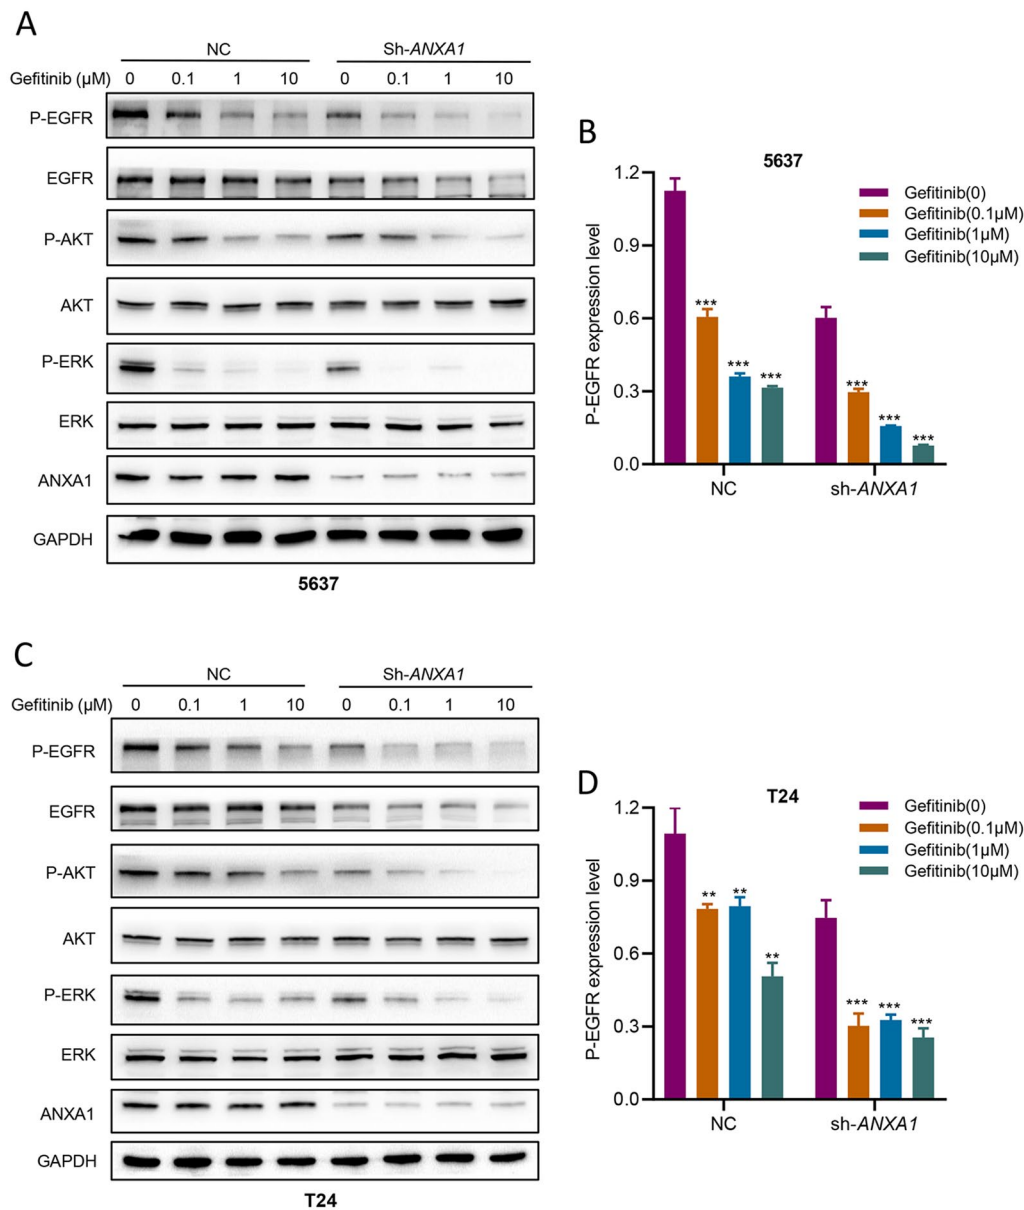 A
NC Sh-ANXA1
Gefitinib (µM) 0 0.1 1 10 0 0.1 1 10
P-EGFR
EGFR
P-AKT
AKT
P-ERK
ERK
ANXA1
GAPDH
5637
B
5637
P-EGFR expression level
1.2
0.9
0.6
0.3
0.0
Gefitinib(0)
Gefitinib(0.1µM)
Gefitinib(1µM)
Gefitinib(10µM)
*** *** *** *** *** ***
NC sh-ANXA1
C
NC Sh-ANXA1
Gefitinib (µM) 0 0.1 1 10 0 0.1 1 10
P-EGFR
EGFR
P-AKT
AKT
P-ERK
ERK
ANXA1
GAPDH
T24
D
T24
P-EGFR expression level
1.2
0.9
0.6
0.3
0.0
Gefitinib(0)
Gefitinib(0.1µM)
Gefitinib(1µM)
Gefitinib(10µM)
** ** ** *** *** ***
NC sh-ANXA1